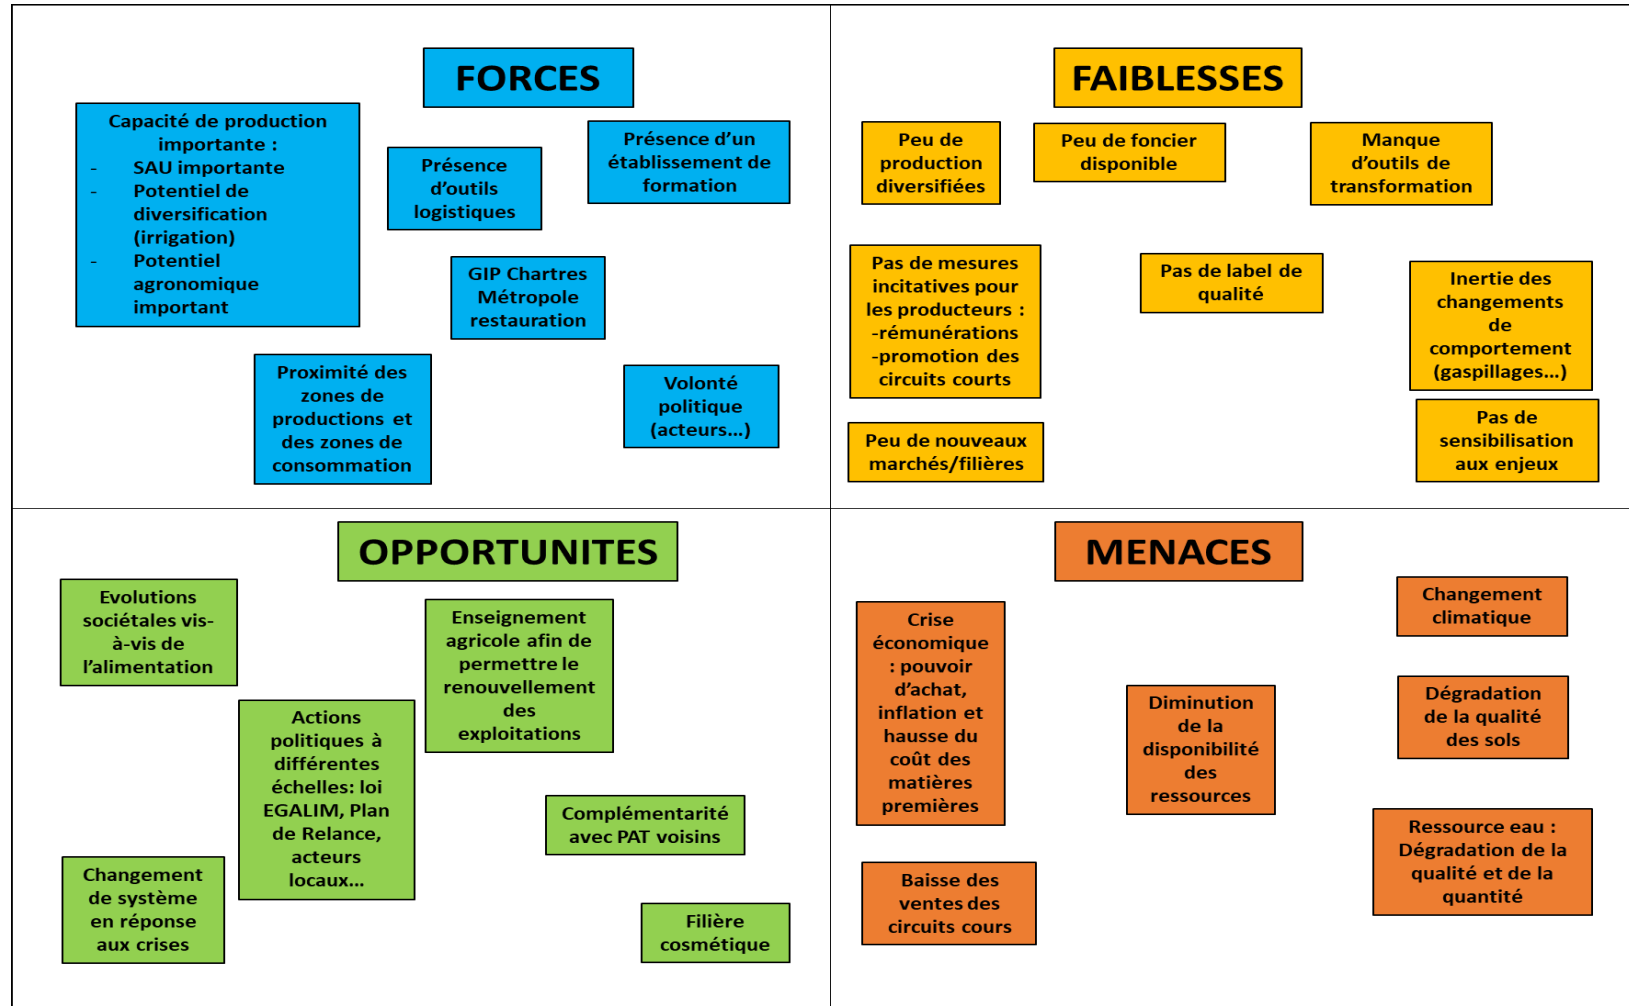 FORCES
Capacité de production
importante :
- SAU importante
- Potentiel de
diversification
(irrigation)
- Potentiel
agronomique
important
Présence
d’outils
logistiques
Présence d’un
établissement de
formation
GIP Chartres
Métropole
restauration
Proximité des
zones de
productions et
des zones de
consommation
Volonté
politique
(acteurs…)
FAIBLESSES
Peu de
production
diversifiées
Peu de foncier
disponible
Manque
d’outils de
transformation
Pas de mesures
incitatives pour
les producteurs :
-rémunérations
-promotion des
circuits courts
Pas de label de
qualité
Inertie des
changements
de
comportement
(gaspillages…)
Peu de nouveaux
marchés/filières
Pas de
sensibilisation
aux enjeux
OPPORTUNITES
Evolutions
sociétales vis-
à-vis de
l’alimentation
Enseignement
agricole afin de
permettre le
renouvellement
des
exploitations
Actions
politiques à
différentes
échelles: loi
EGALIM, Plan
de Relance,
acteurs
locaux…
Complémentarité
avec PAT voisins
Changement
de système
en réponse
aux crises
Filière
cosmétique
MENACES
Crise
économique
: pouvoir
d’achat,
inflation et
hausse du
coût des
matières
premières
Changement
climatique
Diminution
de la
disponibilité
des
ressources
Dégradation
de la qualité
des sols
Ressource eau :
Dégradation de la
qualité et de la
quantité
Baisse des
ventes des
circuits cours